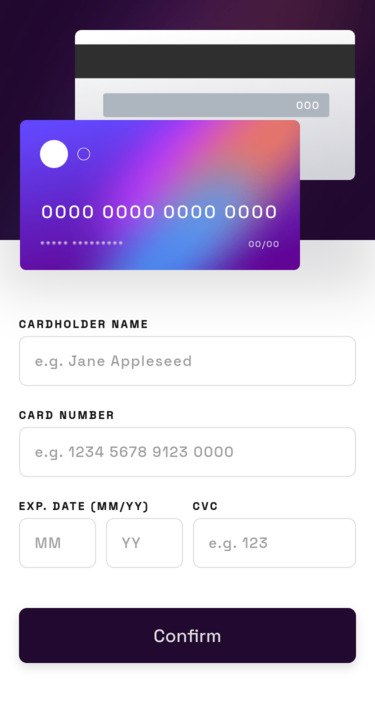 000
0000 0000 0000 0000
•••••  •••••••••
00/00
CARDHOLDER NAME
e.g. Jane Appleseed
CARD NUMBER
e.g. 1234 5678 9123 0000
EXP. DATE (MM/YY)
CVC
MM
YY
e.g. 123
Confirm